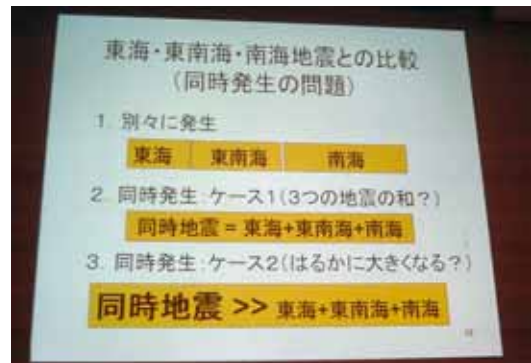 東海・東南海・南海地震との比較
(同時発生の問題)
1. 別々に発生
東海 東南海 南海
2. 同時発生:ケース1(3つの地震の和?)
同時地震=東海+東南海+南海
3. 同時発生:ケース2(はるかに大きくなる?)
同時地震 >> 東海+東南海+南海